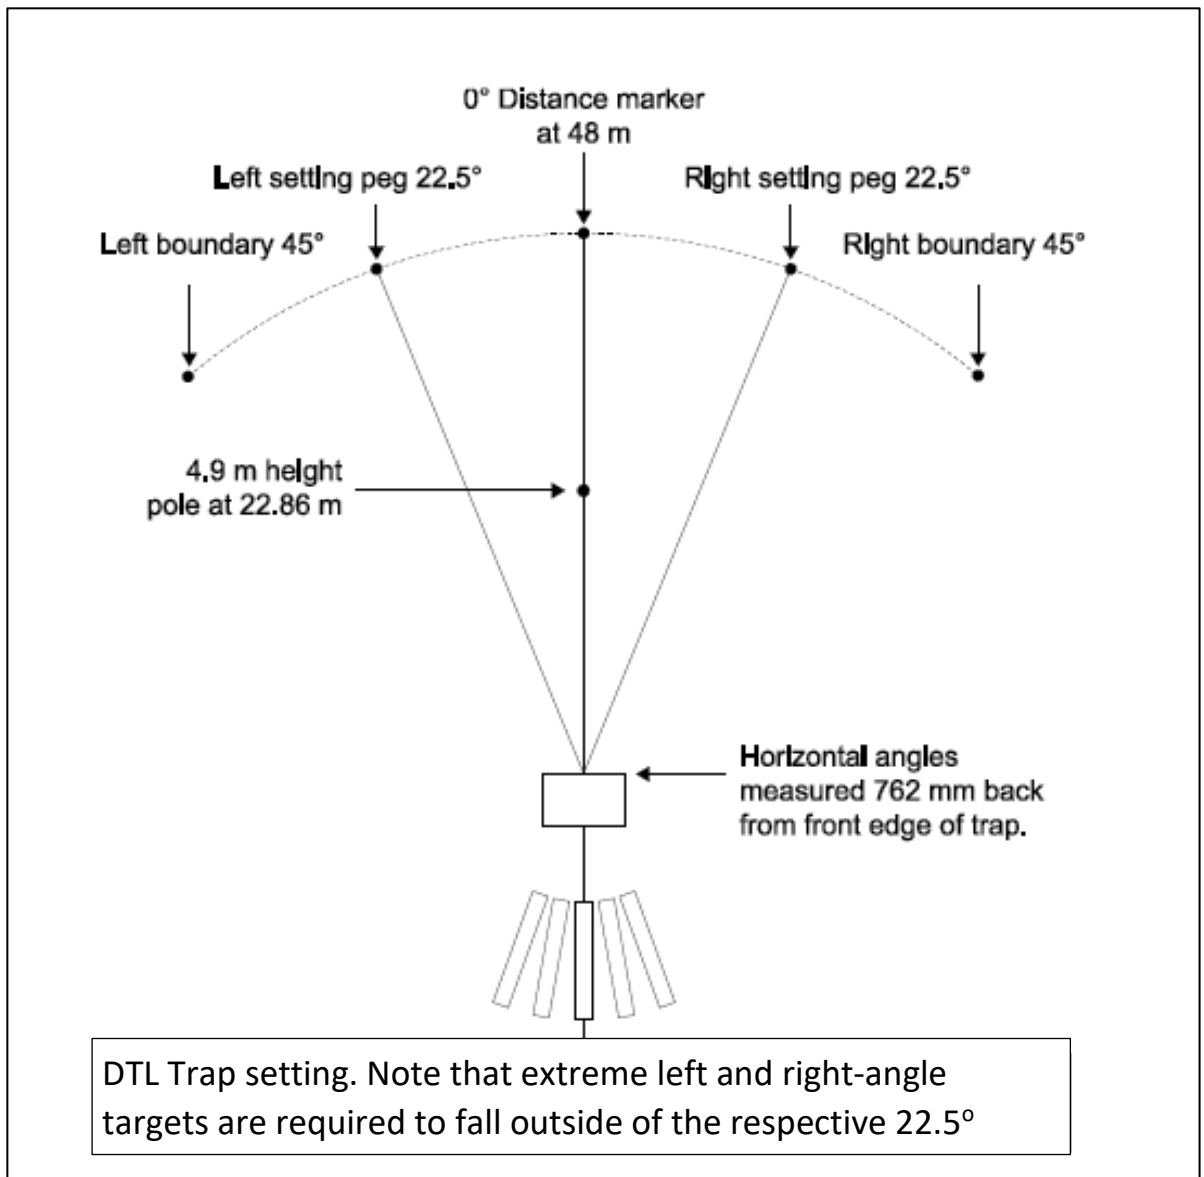 0° Distance marker
at 48 m
Left setting peg 22.5°
Right setting peg 22.5°
Left boundary 45°
Right boundary 45°
4.9 m height
pole at 22.86 m
Horizontal angles
measured 762 mm back
from front edge of trap.
DTL Trap setting. Note that extreme left and right-angle
targets are required to fall outside of the respective 22.5º